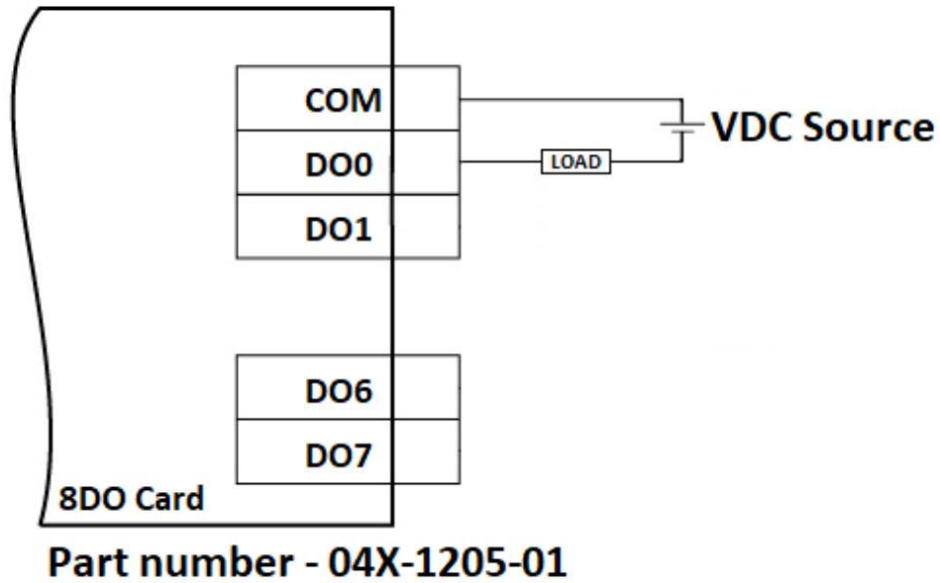 COM
VDC Source
DO0
LOAD
DO1
DO6
DO7
8DO Card
Part number - 04X-1205-01